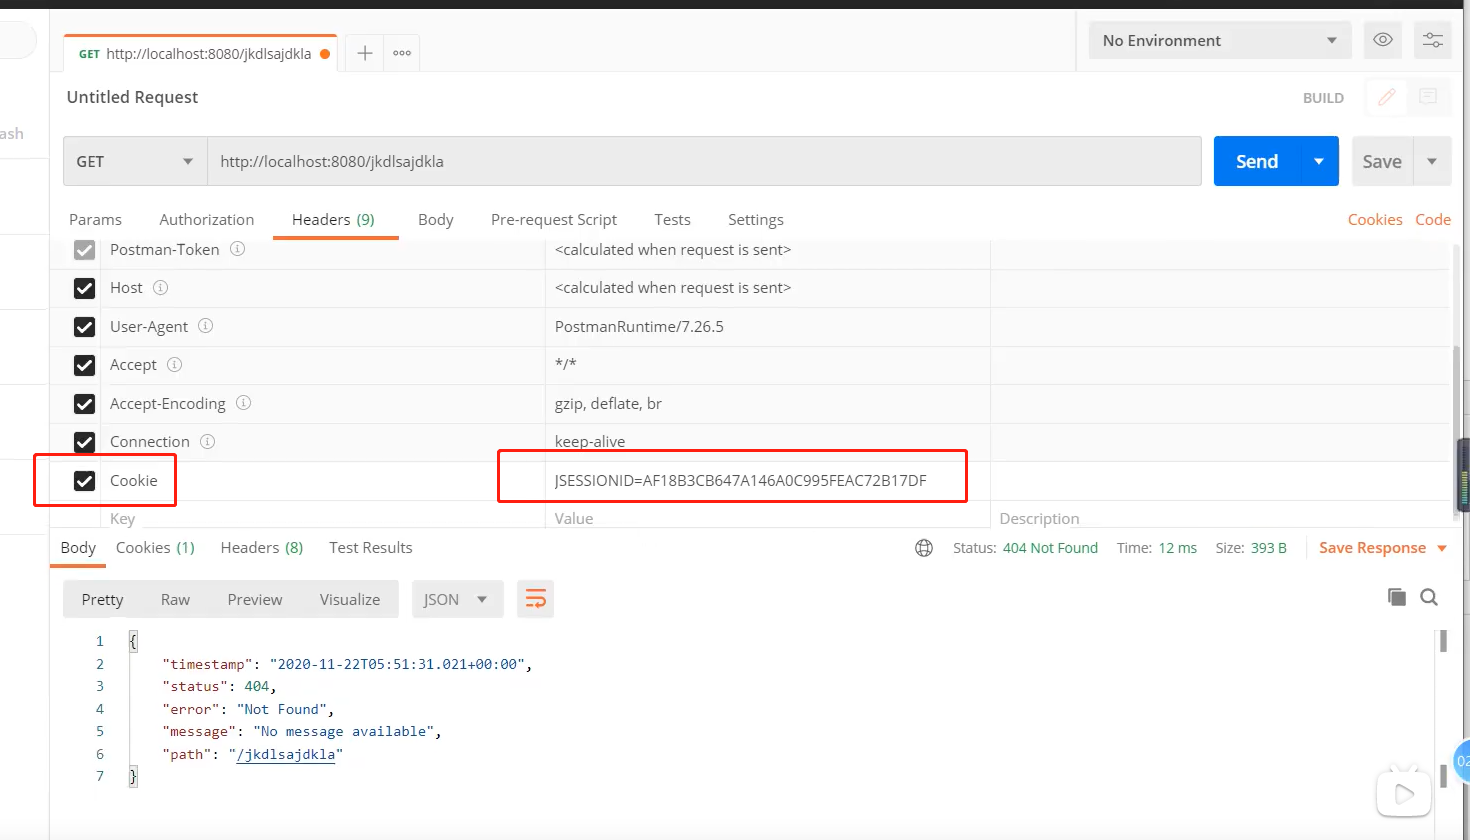 GET http://localhost:8080/jkdlsajdkla
No Environment
Untitled Request
BUILD
ash
GET http://localhost:8080/jkdlsajdkla Send Save
Params Authorization Headers (9) Body Pre-request Script Tests Settings Cookies Code
Postman-Token <calculated when request is sent>
Host <calculated when request is sent>
User-Agent PostmanRuntime/7.26.5
Accept */*
Accept-Encoding gzip, deflate, br
Connection keep-alive
Cookie JSESSIONID=AF18B3CB647A146A0C995FEAC72B17DF
Key Value Description
Body Cookies (1) Headers (8) Test Results Status: 404 Not Found Time: 12 ms Size: 393 B Save Response
Pretty Raw Preview Visualize JSON
1 {
2 "timestamp": "2020-11-22T05:51:31.021+00:00",
3 "status": 404,
4 "error": "Not Found",
5 "message": "No message available",
6 "path": "/jkdlsajdkla"
7 }
02